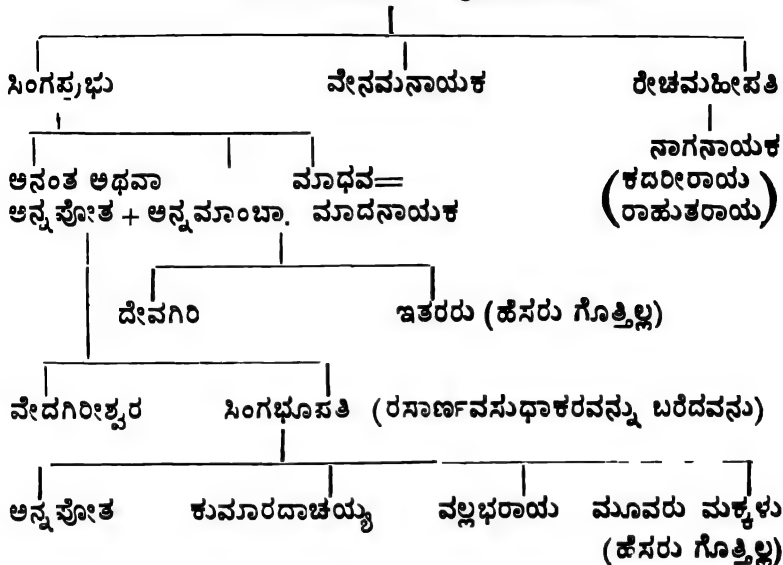 ಸಿಂಗಪ್ರಭು ವೇನಮನಾಯಕ ರೇಚಮಹೀಪತಿ
ನಾಗನಾಯಕ
ಅನಂತ ಅಥವಾ ಮಾಧವ= (ಕದರೀರಾಯ
ಅನ್ನಪೋತ + ಅನ್ನಮಾಂಬಾ. ಮಾದನಾಯಕ ರಾಹುತರಾಯ)
ದೇವಗಿರಿ ಇತರರು (ಹೆಸರು ಗೊತ್ತಿಲ್ಲ)
ವೇದಗಿರೀಶ್ವರ ಸಿಂಗಭೂಪತಿ (ರಸಾರ್ಣವಸುಧಾಕರವನ್ನು ಬರೆದವನು)
ಅನ್ನಪೋತ ಕುಮಾರದಾಚಯ್ಯ ವಲ್ಲಭರಾಯ ಮೂವರು ಮಕ್ಕಳು
(ಹೆಸರು ಗೊತ್ತಿಲ್ಲ)